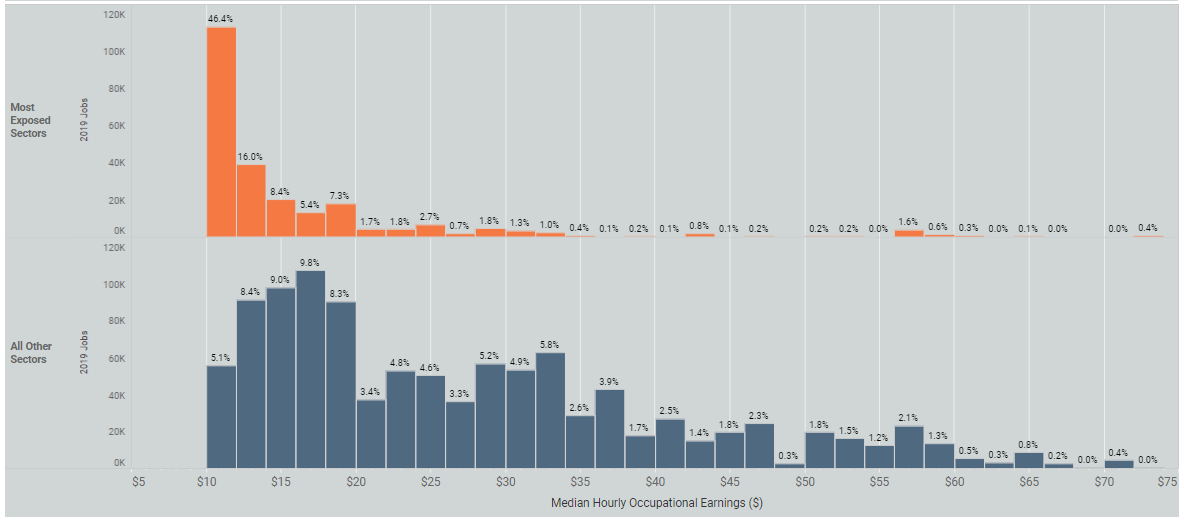 120K
46.4%
100K
80K
Most
Exposed
Sectors
2019 Jobs
60K
40K
16.0%
20K
8.4%
5.4%
7.3%
1.7% 1.8% 2.7% 0.7% 1.8% 1.3% 1.0% 0.4% 0.1% 0.2% 0.1% 0.8% 0.1% 0.2% 0.2% 0.2% 0.0% 1.6% 0.6% 0.3% 0.0% 0.1% 0.0% 0.0% 0.4%
0K
120K
100K
80K
All Other
Sectors
2019 Jobs
60K
40K
20K
0K
5.1% 8.4% 9.0% 9.8% 8.3% 3.4% 4.8% 4.6% 3.3% 5.2% 4.9% 5.8% 2.6% 3.9% 1.7% 2.5% 1.4% 1.8% 2.3% 0.3% 1.8% 1.5% 1.2% 2.1% 1.3% 0.5% 0.3% 0.8% 0.2% 0.0% 0.4% 0.0%
$5 $10 $15 $20 $25 $30 $35 $40 $45 $50 $55 $60 $65 $70 $75
Median Hourly Occupational Earnings ($)